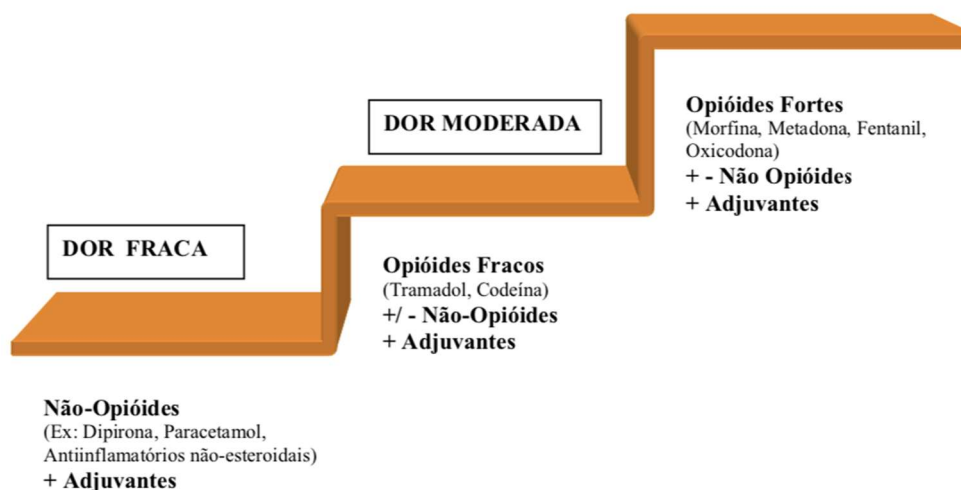 DOR FRACA
Não-Opióides
(Ex: Dipirona, Paracetamol,
Antiinflamatórios não-esteroidais)
+ Adjuvantes
DOR MODERADA
Opióides Fracos
(Tramadol, Codeína)
+/ - Não-Opióides
+ Adjuvantes
Opióides Fortes
(Morfina, Metadona, Fentanil,
Oxicodona)
+ - Não Opióides
+ Adjuvantes